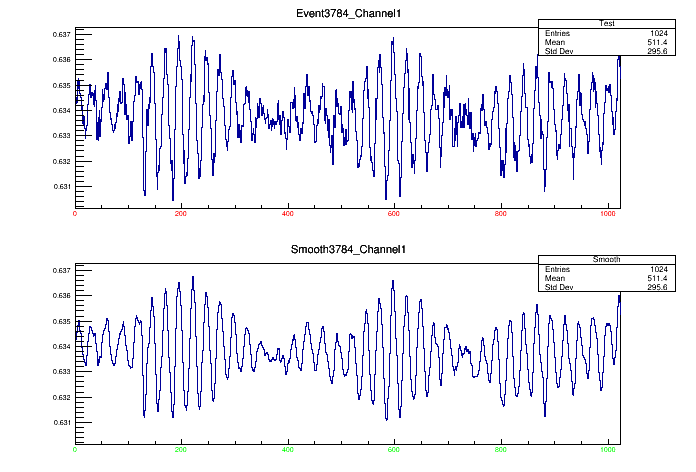 Event3784_Channel1
Test
Entries 1024
Mean 511.4
Std Dev 295.6
0.637
0.636
0.635
0.634
0.633
0.632
0.631
0 200 400 600 800 1000
Smooth3784_Channel1
Smooth
Entries 1024
Mean 511.4
Std Dev 295.6
0.637
0.636
0.635
0.634
0.633
0.632
0.631
0 200 400 600 800 1000